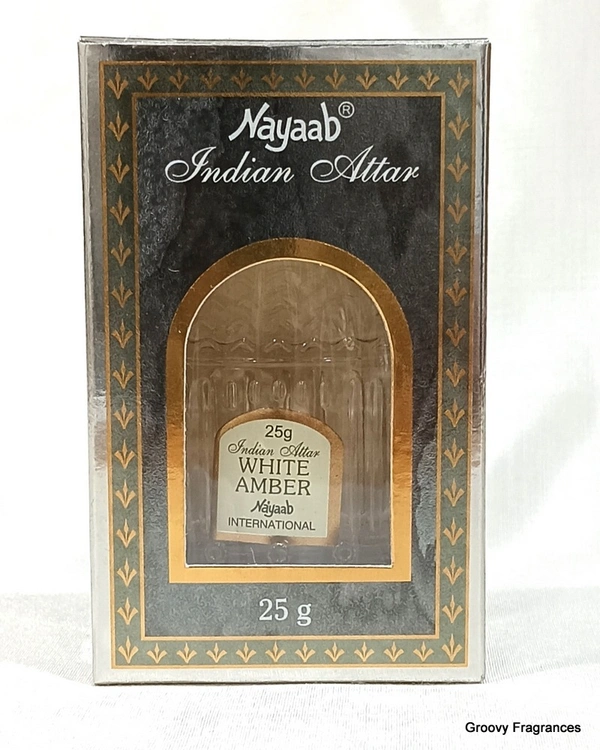 Nayaab®
Indian Attar
25g
Indian Attar
WHITE
AMBER
Nayaab
INTERNATIONAL
25 g
Groovy Fragrances